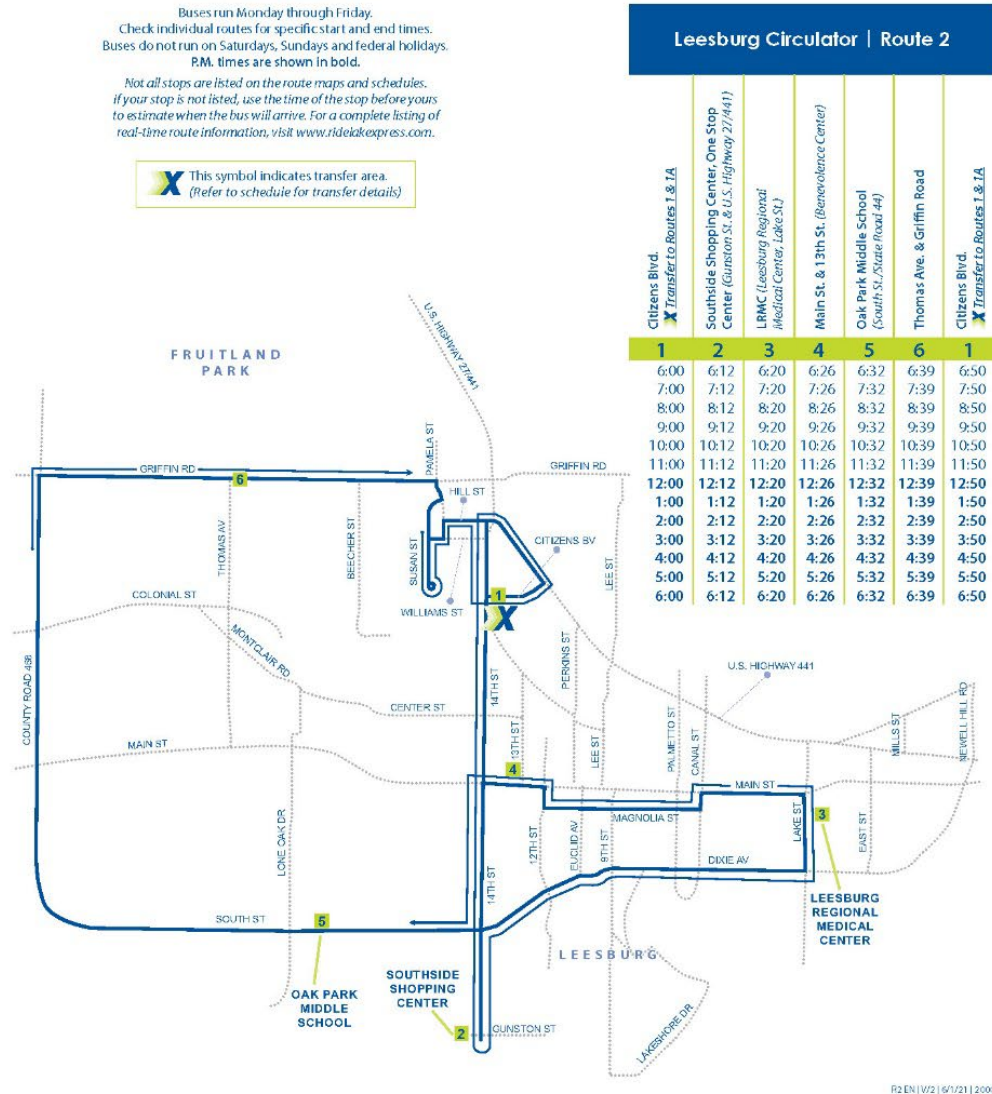 Buses run Monday through Friday.
Check individual routes for specific start and end times.
Buses do not run on Saturdays, Sundays and federal holidays.
P.M. times are shown in bold.
Not all stops are listed on the route maps and schedules.
if your stop is not listed, use the time of the stop before yours
to estimate when the bus will arrive. For a complete listing of
real-time route information, visit www.ridelakexpress.com.
X This symbol indicates transfer area.
(Refer to schedule for transfer details)
Leesburg Circulator | Route 2
Citizens Blvd.
X Transfer to Routes 1 & 1A
Southside Shopping Center, One Stop
Center (Gunston St. & U.S. Highway 27/441)
LRMC (Leesburg Regional
Medical Center, Lake St.)
Main St. & 13th St. (Benevolence Center)
Oak Park Middle School
(South St./State Road 44)
Thomas Ave. & Griffin Road
Citizens Blvd.
X Transfer to Routes 1 & 1A
1 2 3 4 5 6 1
6:00 6:12 6:20 6:26 6:32 6:39 6:50
7:00 7:12 7:20 7:26 7:32 7:39 7:50
8:00 8:12 8:20 8:26 8:32 8:39 8:50
9:00 9:12 9:20 9:26 9:32 9:39 9:50
10:00 10:12 10:20 10:26 10:32 10:39 10:50
11:00 11:12 11:20 11:26 11:32 11:39 11:50
12:00 12:12 12:20 12:26 12:32 12:39 12:50
1:00 1:12 1:20 1:26 1:32 1:39 1:50
2:00 2:12 2:20 2:26 2:32 2:39 2:50
3:00 3:12 3:20 3:26 3:32 3:39 3:50
4:00 4:12 4:20 4:26 4:32 4:39 4:50
5:00 5:12 5:20 5:26 5:32 5:39 5:50
6:00 6:12 6:20 6:26 6:32 6:39 6:50
U.S. HIGHWAY 27/441
FRUITLAND
PARK
PAMELA ST
GRIFFIN RD
GRIFFIN RD
6
HILL ST
THOMAS AV
BEECHER ST
SUSAN ST
CITIZENS BV
LEE ST
1
X
WILLIAMS ST
COLONIAL ST
MONTCLAIR RD
COUNTY ROAD 468
14TH ST
PERKINS ST
U.S. HIGHWAY 441
CENTER ST
13TH ST
LEE ST
PALMETTO ST
CANAL ST
MILLS ST
NEWELL HILL RD
MAIN ST
4
MAIN ST
MAGNOLIA ST
LAKE ST
3
EAST ST
LONE OAK DR
12TH ST
EUCLID AV
9TH ST
DIXIE AV
14TH ST
LEESBURG
REGIONAL
MEDICAL
CENTER
SOUTH ST
5
LEESBURG
OAK PARK
MIDDLE
SCHOOL
SOUTHSIDE
SHOPPING
CENTER
2
GUNSTON ST
LAKESHORE DR
R2 EN | V/2 | 6/1/21 |